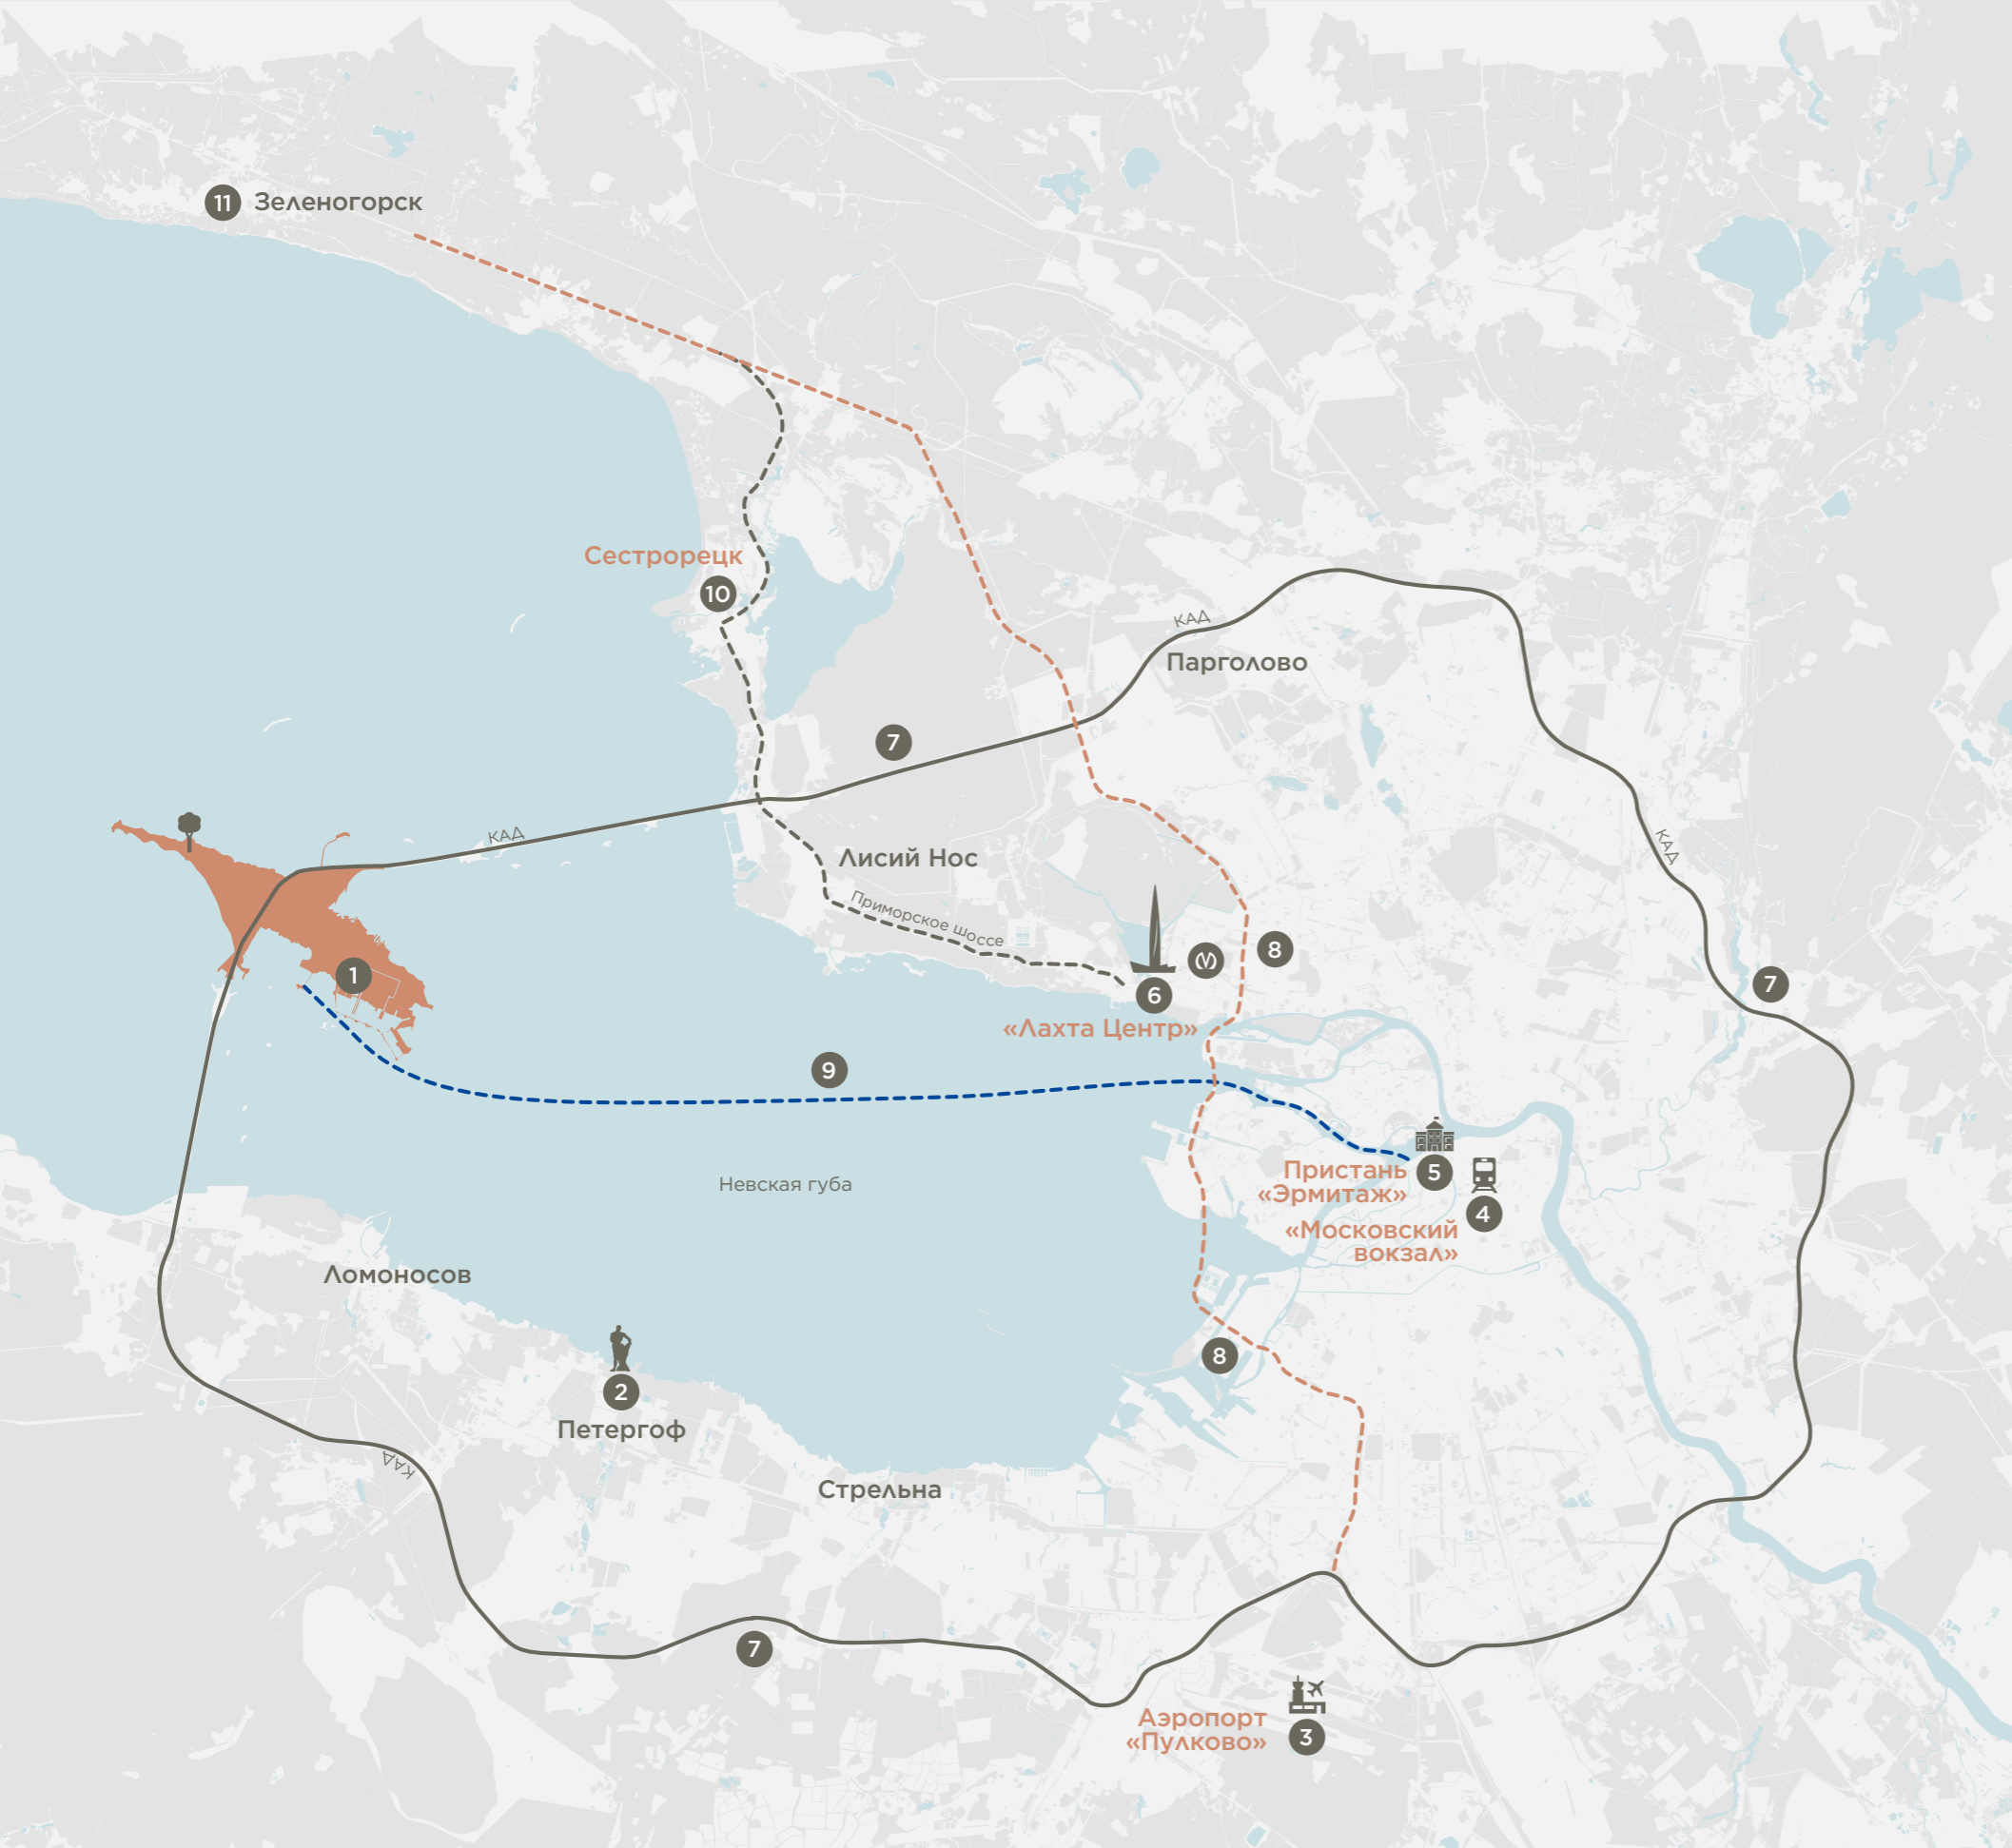 11 Зеленогорск
Сестрорецк
10
КАД
Парголово
7
КАД
КАД
Лисий Нос
Приморское шоссе
8
1
7
6
«Лахта Центр»
9
Пристань
«Эрмитаж»
5
4
«Московский
вокзал»
Невская губа
Ломоносов
8
2
Петергоф
КАД
Стрельна
7
Аэропорт
«Пулково»
3